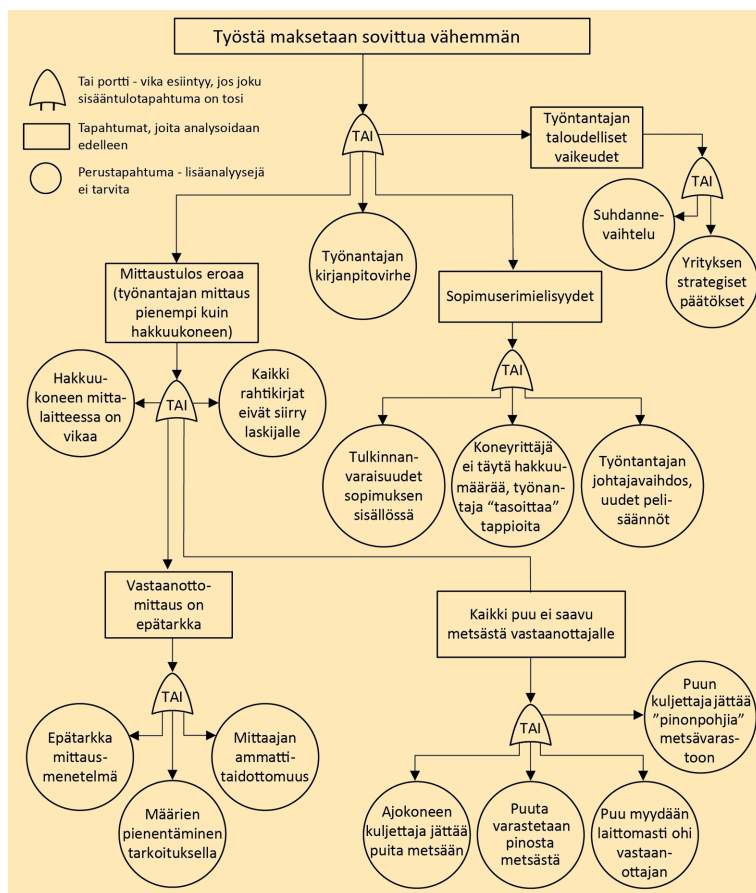 Työstä maksetaan sovittua vähemmän
Tai portti - vika esiintyy, jos joku
sisääntulotapahtuma on tosi
Tapahtumat, joita analysoidaan
edelleen
Perustapahtuma - lisäanalyysejä
ei tarvita
TAI
Työntantajan
taloudelliset
vaikeudet
TAI
Suhdanne-
vaihtelu
Yrityksen
strategiset
päätökset
Mittaustulos eroaa
(työnantajan mittaus
pienempi kuin
hakkuukoneen)
Työnantajan
kirjanpitovirhe
Sopimuserimielisyydet
Hakkuu-
koneen mitta-
laitteessa on
vikaa
TAI
Kaikki
rahtikirjat
eivät siirry
laskijalle
TAI
Tulkinnan-
varaisuudet
sopimuksen
sisällössä
Koneyrittäjä
ei täytä hakkuu-
määrää, työnan-
taja “tasoittaa”
tappioita
Työntantajan
johtajavaihdos,
uudet peli-
säännöt
Vastaanotto-
mittaus on
epätarkka
Kaikki puu ei saavu
metsästä vastaanottajalle
TAI
Epätarkka
mittaus-
menetelmä
Mittaajan
ammatti-
taidottomuus
Määrien
pienentäminen
tarkoituksella
TAI
Puun
kuljettaja jättää
”pinonpohjia”
metsävaras-
toon
Ajokoneen
kuljettaja jättää
puita metsään
Puuta
varastetaan
pinosta
metsästä
Puu myydään
laittomasti ohi
vastaan-
ottajan